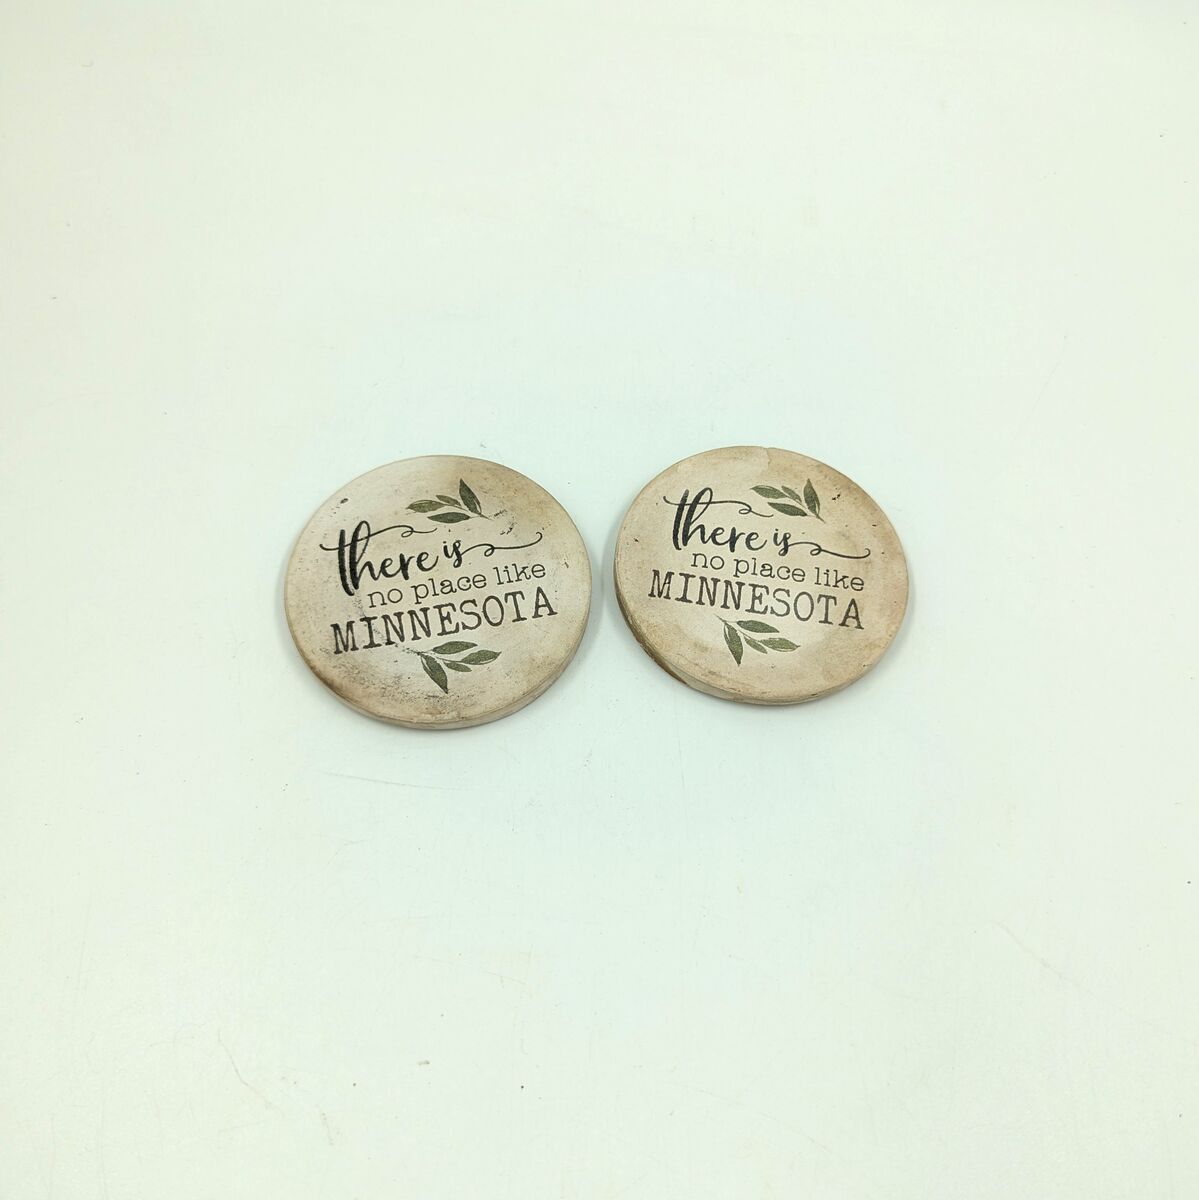 there is
no place like
MINNESOTA
there is
no place like
MINNESOTA